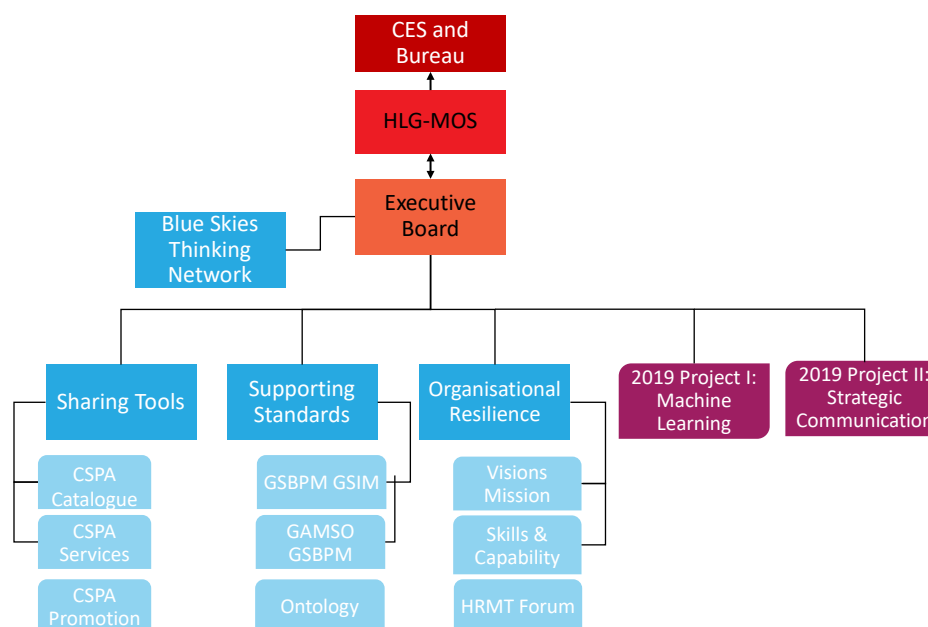 CES and
Bureau
HLG-MOS
Executive
Board
Blue Skies
Thinking
Network
Sharing Tools
Supporting
Standards
Organisational
Resilience
2019 Project I:
Machine
Learning
2019 Project II:
Strategic
Communication
CSPA
Catalogue
GSBPM GSIM
Visions
Mission
CSPA
Services
GAMSO
GSBPM
Skills &
Capability
CSPA
Promotion
Ontology
HRMT Forum